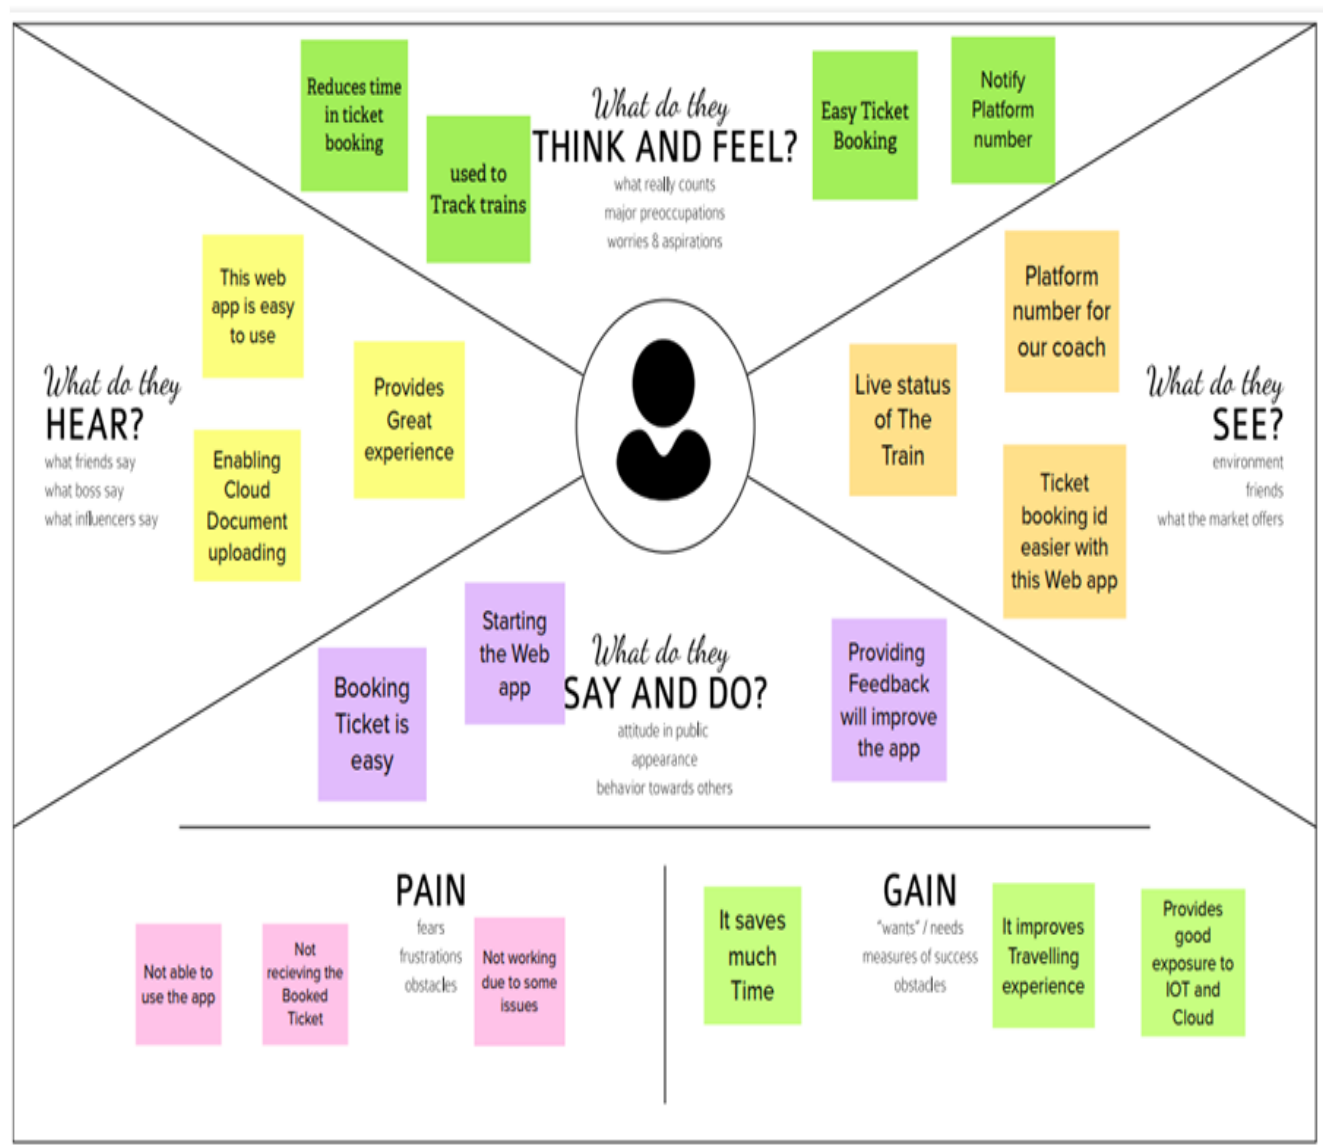 Reduces time
in ticket
booking
used to
Track trains
What do they
THINK AND FEEL?
what really counts
major preoccupations
worries & aspirations
Easy Ticket
Booking
Notify
Platform
number
What do they
HEAR?
what friends say
what boss say
what influencers say
This web
app is easy
to use
Provides
Great
experience
Enabling
Cloud
Document
uploading
Live status
of The
Train
Platform
number for
our coach
Ticket
booking id
easier with
this Web app
What do they
SEE?
environment
friends
what the market offers
Booking
Ticket is
easy
Starting
the Web
app
What do they
SAY AND DO?
attitude in public
appearance
behavior towards others
Providing
Feedback
will improve
the app
PAIN
fears
frustrations
obstacles
Not able to
use the app
Not
recieving the
Booked
Ticket
Not working
due to some
issues
GAIN
"wants" / needs
measures of success
obstacles
It saves
much
Time
It improves
Travelling
experience
Provides
good
exposure to
IOT and
Cloud